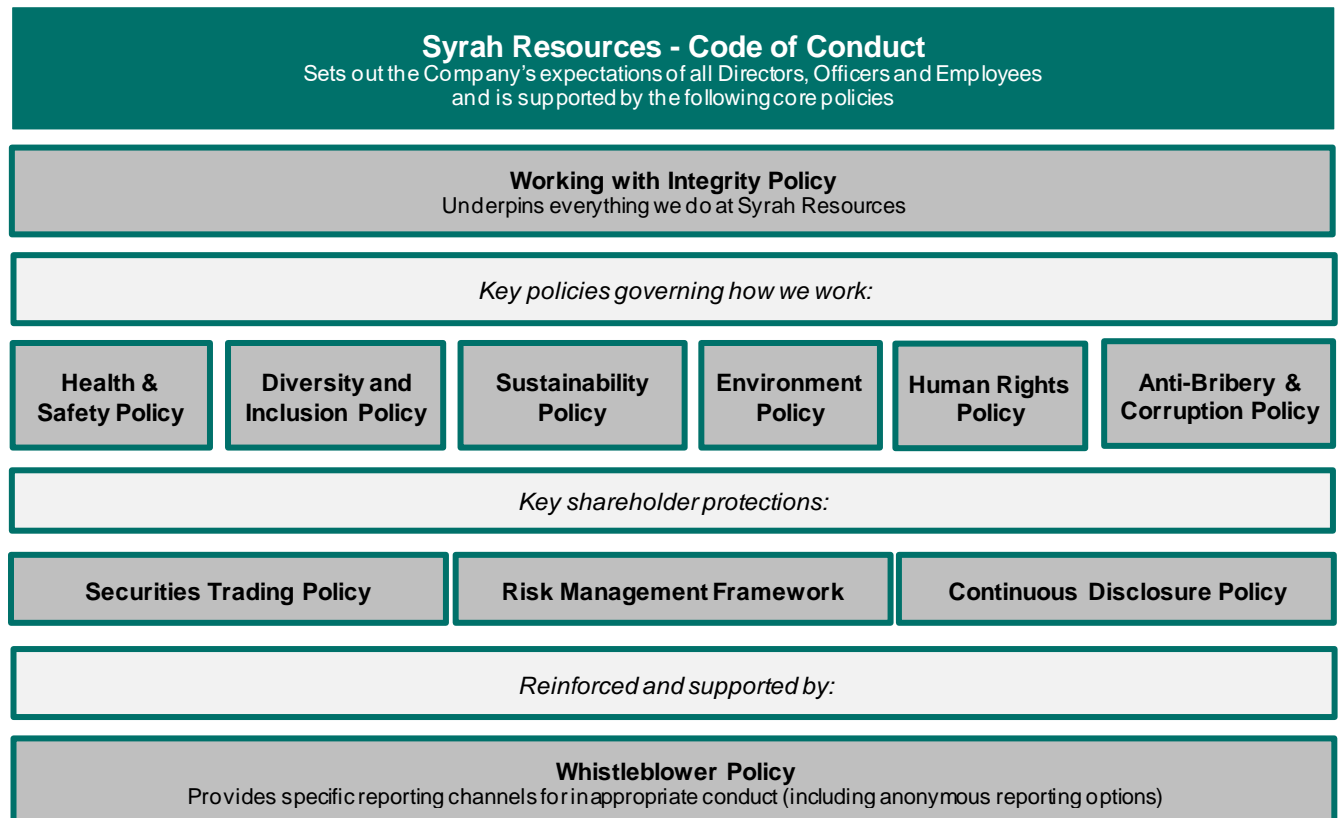 Syrah Resources - Code of Conduct
Sets out the Company's expectations of all Directors, Officers and Employees
and is supported by the following core policies
Working with Integrity Policy
Underpins everything we do at Syrah Resources
Key policies governing how we work:
Health &
Safety Policy
Diversity and
Inclusion Policy
Sustainability
Policy
Environment
Policy
Human Rights
Policy
Anti-Bribery &
Corruption Policy
Key shareholder protections:
Securities Trading Policy
Risk Management Framework
Continuous Disclosure Policy
Reinforced and supported by:
Whistleblower Policy
Provides specific reporting channels for inappropriate conduct (including anonymous reporting options)